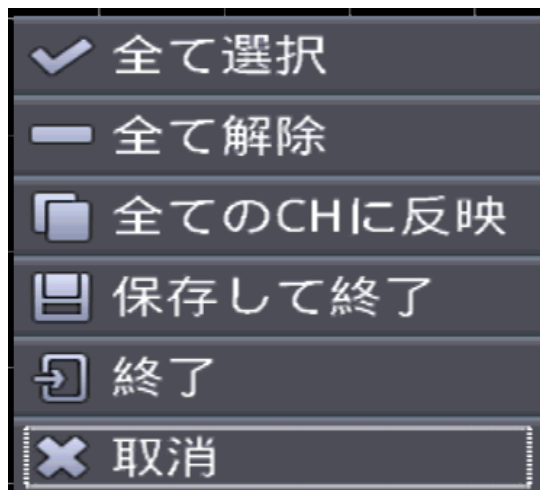 全て選択
全て解除
全てのCHに反映
保存して終了
終了
取消